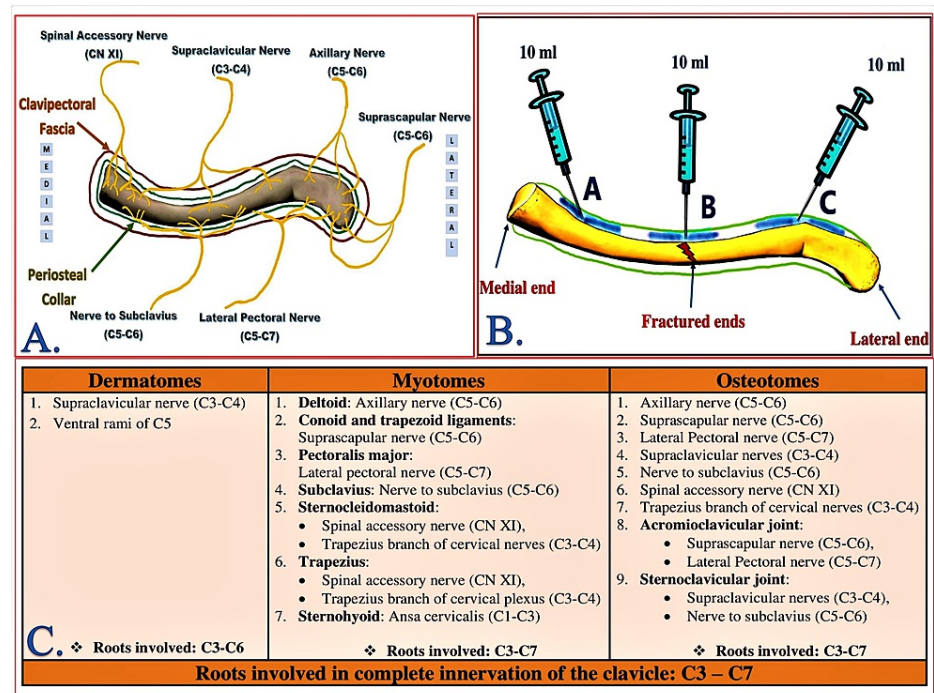 Spinal Accessory Nerve
(CN XI)
Supraclavicular Nerve
(C3-C4)
Axillary Nerve
(C5-C6)
Suprascapular Nerve
(C5-C6)
Clavipectoral
Fascia
M
E
D
I
A
L
L
A
T
E
R
A
L
Periosteal
Collar
Nerve to Subclavius
(C5-C6)
Lateral Pectoral Nerve
(C5-C7)
A.
10 ml
10 ml
10 ml
A
B
C
Medial end
Fractured ends
Lateral end
B.
Dermatomes
1. Supraclavicular nerve (C3-C4)
2. Ventral rami of C5
❖ Roots involved: C3-C6
Myotomes
1. Deltoid: Axillary nerve (C5-C6)
2. Conoid and trapezoid ligaments:
Suprascapular nerve (C5-C6)
3. Pectoralis major:
Lateral pectoral nerve (C5-C7)
4. Subclavius: Nerve to subclavius (C5-C6)
5. Sternocleidomastoid:
• Spinal accessory nerve (CN XI),
• Trapezius branch of cervical nerves (C3-C4)
6. Trapezius:
• Spinal accessory nerve (CN XI),
• Trapezius branch of cervical plexus (C3-C4)
7. Sternohyoid: Ansa cervicalis (C1-C3)
❖ Roots involved: C3-C7
Osteotomes
1. Axillary nerve (C5-C6)
2. Suprascapular nerve (C5-C6)
3. Lateral Pectoral nerve (C5-C7)
4. Supraclavicular nerves (C3-C4)
5. Nerve to subclavius (C5-C6)
6. Spinal accessory nerve (CN XI)
7. Trapezius branch of cervical nerves (C3-C4)
8. Acromioclavicular joint:
• Suprascapular nerve (C5-C6),
• Lateral Pectoral nerve (C5-C7)
9. Sternoclavicular joint:
• Supraclavicular nerves (C3-C4),
• Nerve to subclavius (C5-C6)
❖ Roots involved: C3-C7
C.
Roots involved in complete innervation of the clavicle: C3 – C7